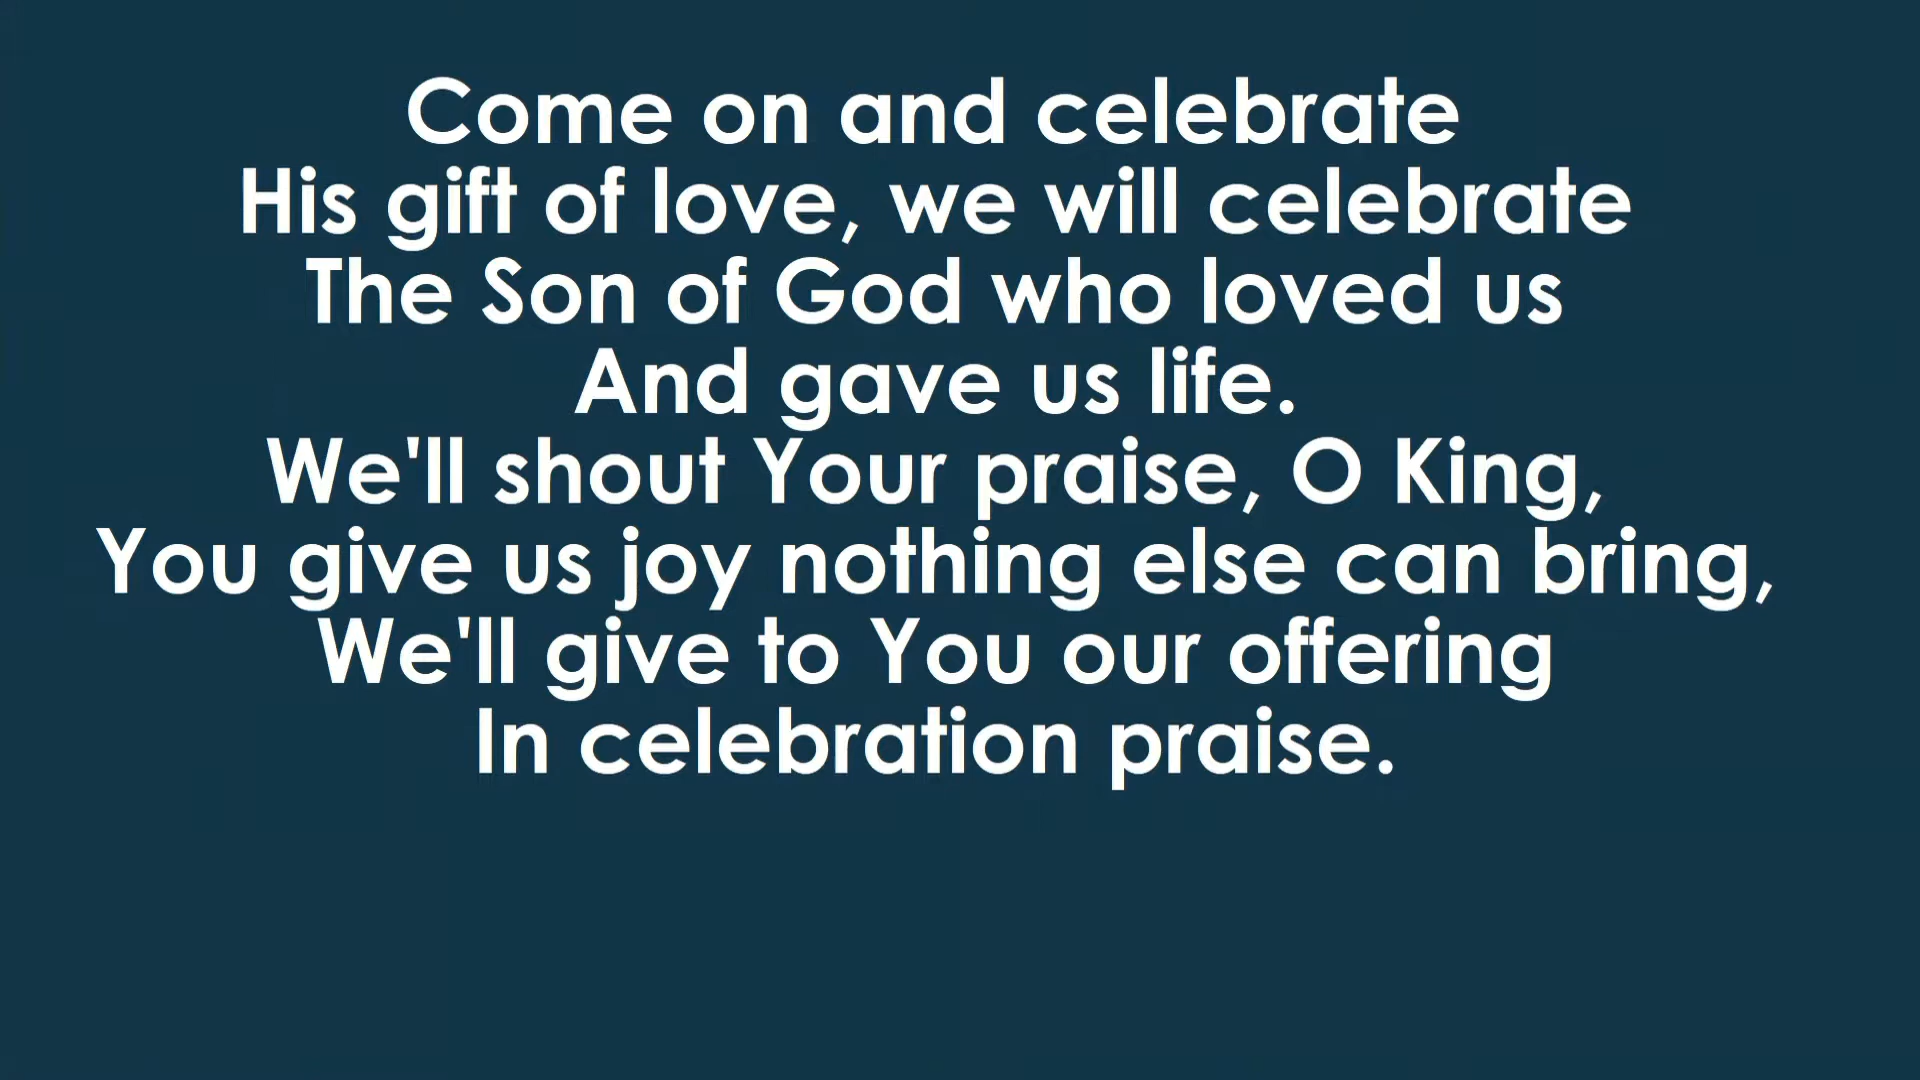 Come on and celebrate
His gift of love, we will celebrate
The Son of God who loved us
And gave us life.
We'll shout Your praise, O King,
You give us joy nothing else can bring,
We'll give to You our offering
In celebration praise.